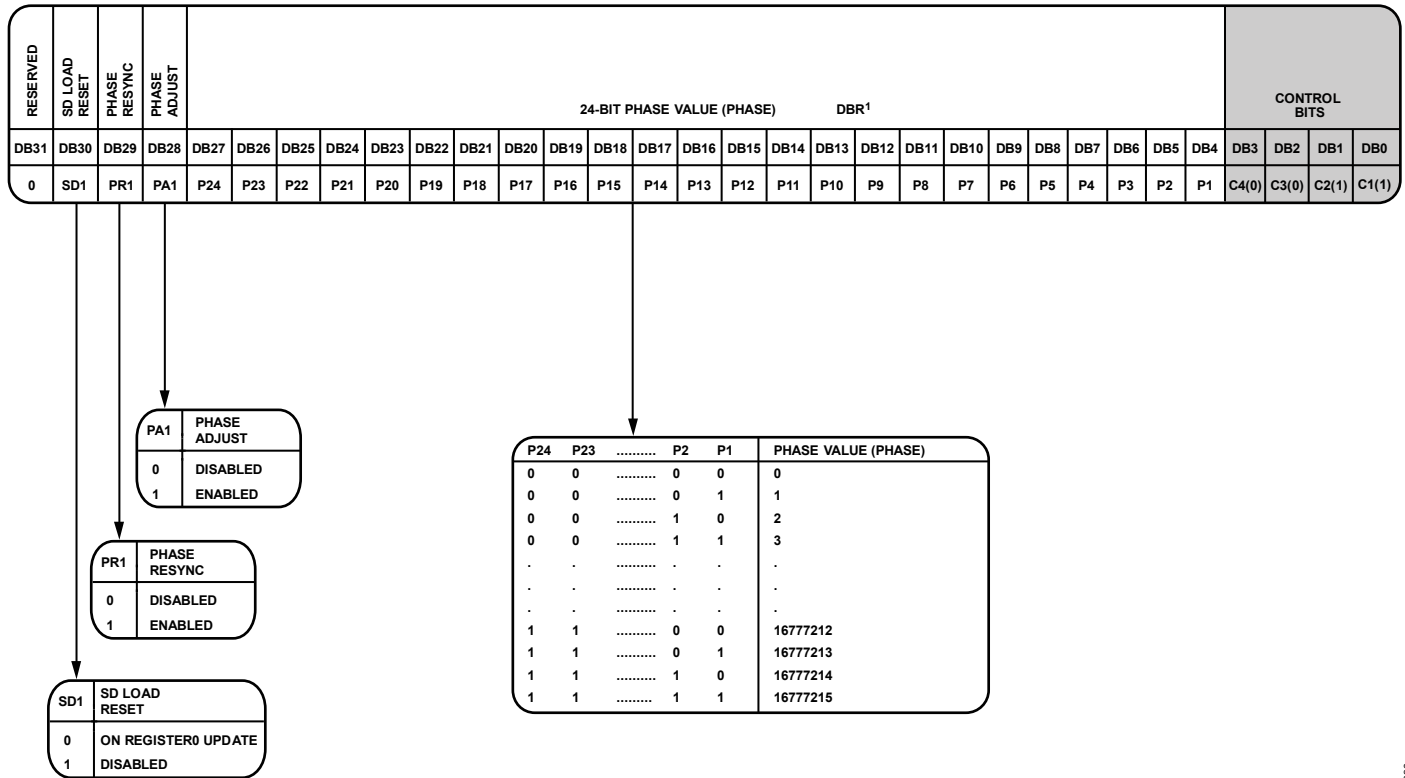 RESERVED
SD LOAD
RESET
PHASE
RESYNC
PHASE
ADJUST
24-BIT PHASE VALUE (PHASE) DBR1
CONTROL
BITS
DB31 DB30 DB29 DB28 DB27 DB26 DB25 DB24 DB23 DB22 DB21 DB20 DB19 DB18 DB17 DB16 DB15 DB14 DB13 DB12 DB11 DB10 DB9 DB8 DB7 DB6 DB5 DB4 DB3 DB2 DB1 DB0
0 SD1 PR1 PA1 P24 P23 P22 P21 P20 P19 P18 P17 P16 P15 P14 P13 P12 P11 P10 P9 P8 P7 P6 P5 P4 P3 P2 P1 C4(0) C3(0) C2(1) C1(1)
PA1 PHASE
ADJUST
0 DISABLED
1 ENABLED
P24 P23 .......... P2 P1 PHASE VALUE (PHASE)
0 0 .......... 0 0 0
0 0 .......... 0 1 1
0 0 .......... 1 0 2
0 0 .......... 1 1 3
. . .......... . . .
. . .......... . . .
. . .......... . . .
1 1 .......... 0 0 16777212
1 1 .......... 0 1 16777213
1 1 .......... 1 0 16777214
1 1 ......... 1 1 16777215
PR1 PHASE
RESYNC
0 DISABLED
1 ENABLED
SD1 SD LOAD
RESET
0 ON REGISTER0 UPDATE
1 DISABLED